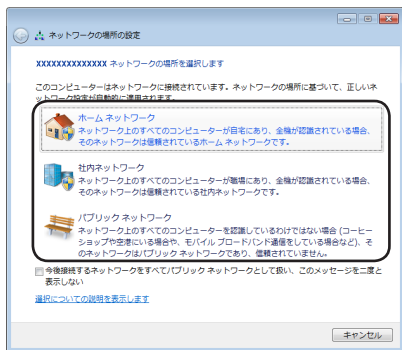 ネットワークの場所の設定
XXXXXXXXXXXXXX ネットワークの場所を選択します
このコンピューターはネットワークに接続されています。ネットワークの場所に基づいて、正しいネ
ットワーク設定が自動的に適用されます。
ホーム ネットワーク
ネットワーク上のすべてのコンピューターが自宅にあり、全機が認識されている場合、
そのネットワークは信頼されているホーム ネットワークです。
社内ネットワーク
ネットワーク上のすべてのコンピューターが職場にあり、全機が認識されている場合、
そのネットワークは信頼されている社内ネットワークです。
パブリック ネットワーク
ネットワーク上のすべてのコンピューターを認識しているわけではない場合 (コーヒー
ショップや空港にいる場合や、モバイル ブロードバンド通信をしている場合など)、そ
のネットワークはパブリック ネットワークであり、信頼されていません。
今後接続するネットワークをすべてパブリック ネットワークとして扱い、このメッセージを二度と
表示しない
選択についての説明を表示します
キャンセル